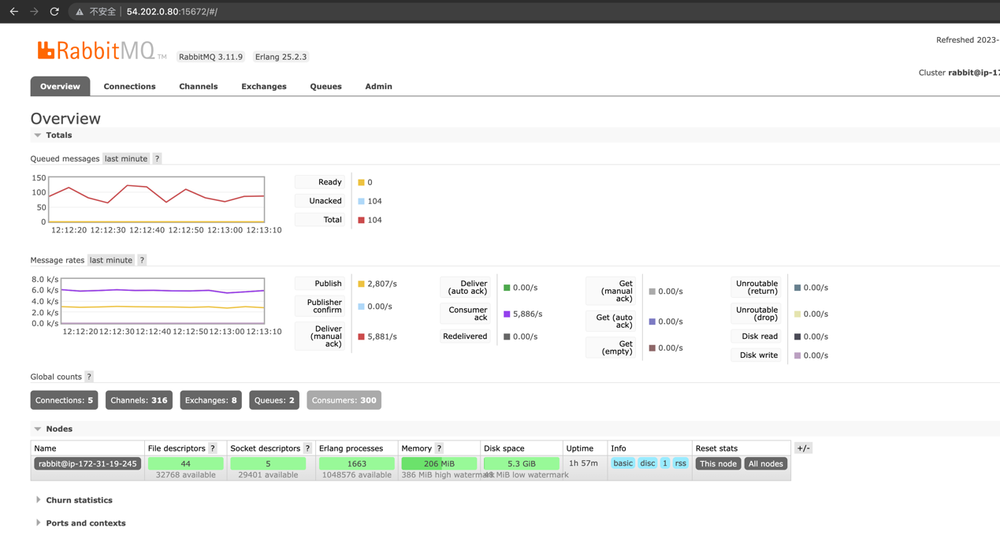 不安全 54.202.0.80:15672/#/
Refreshed 2023-
RabbitMQ TM RabbitMQ 3.11.9 Erlang 25.2.3
Cluster rabbit@ip-17
Overview Connections Channels Exchanges Queues Admin
Overview
Totals
Queued messages last minute ?
150
100
50
0
12:12:20 12:12:30 12:12:40 12:12:50 12:13:00 12:13:10
Ready 0
Unacked 104
Total 104
Message rates last minute ?
8.0 k/s
6.0 k/s
4.0 k/s
2.0 k/s
0.0 k/s
12:12:20 12:12:30 12:12:40 12:12:50 12:13:00 12:13:10
Publish 2,807/s
Publisher
confirm 0.00/s
Deliver
(manual
ack) 5,881/s
Deliver
(auto ack) 0.00/s
Consumer
ack 5,886/s
Redelivered 0.00/s
Get
(manual
ack) 0.00/s
Get (auto
ack) 0.00/s
Get
(empty) 0.00/s
Unroutable
(return) 0.00/s
Unroutable
(drop) 0.00/s
Disk read 0.00/s
Disk write 0.00/s
Global counts ?
Connections: 5 Channels: 316 Exchanges: 8 Queues: 2 Consumers: 300
Nodes
Name File descriptors ? Socket descriptors ? Erlang processes Memory ? Disk space Uptime Info Reset stats +/-
rabbit@ip-172-31-19-245 44 5 1663 206 MiB 5.3 GiB 1h 57m basic disc 1 rss This node All nodes
32768 available 29401 available 1048576 available 386 MiB high watermark MiB low watermark
Churn statistics
Ports and contexts